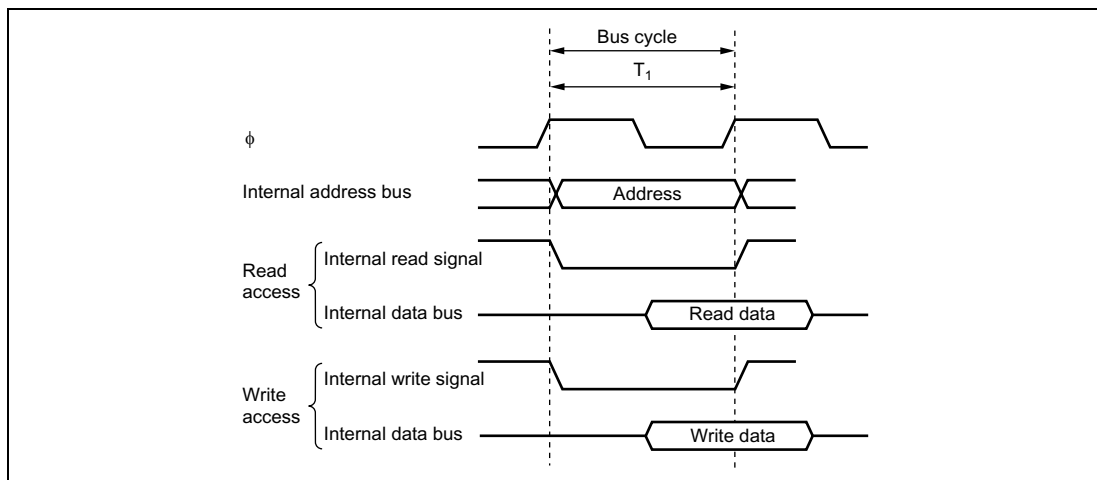 Bus cycle
T₁
ϕ
Internal address bus
Address
Read
access
Internal read signal
Internal data bus
Read data
Write
access
Internal write signal
Internal data bus
Write data